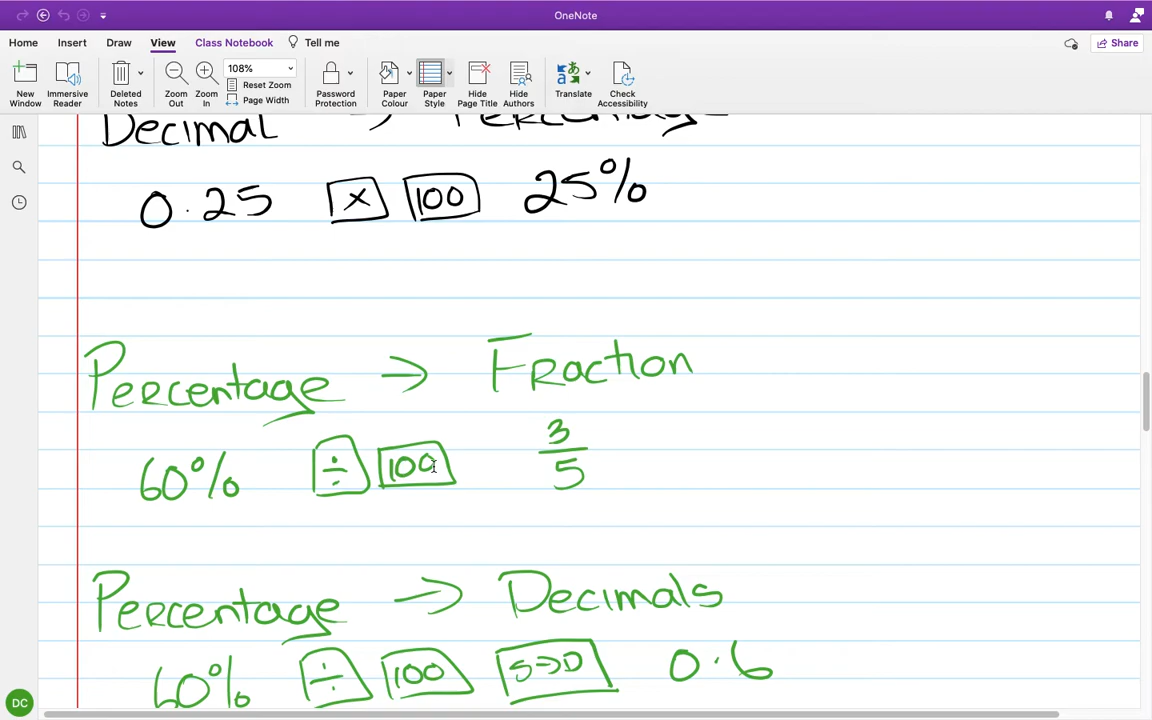 OneNote
Home Insert Draw View Class Notebook Tell me
Share
New Window
Immersive Reader
Deleted Notes
Zoom Out
Zoom In
108%
Reset Zoom
Page Width
Password Protection
Paper Colour
Paper Style
Hide Page Title
Hide Authors
Translate
Check Accessibility
Decimal → Percentage
0.25 × 100 25%
Percentage → Fraction
60% ÷ 100 3/5
Percentage → Decimals
60% ÷ 100 S⇒D 0.6
DC